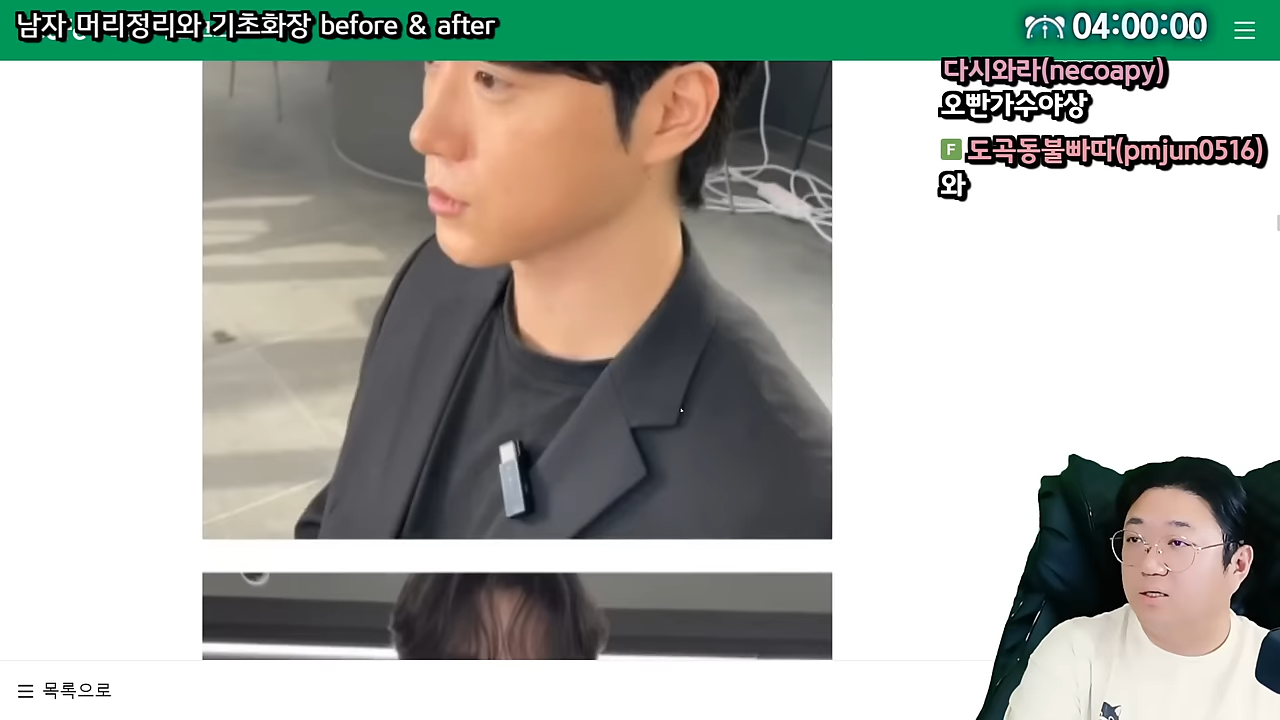 남자 머리정리와 기초화장 before & after
04:00:00
다시와라(necoapy)
오빤가수야상
F 도곡동불빠따(pmjun0516)
와
목록으로